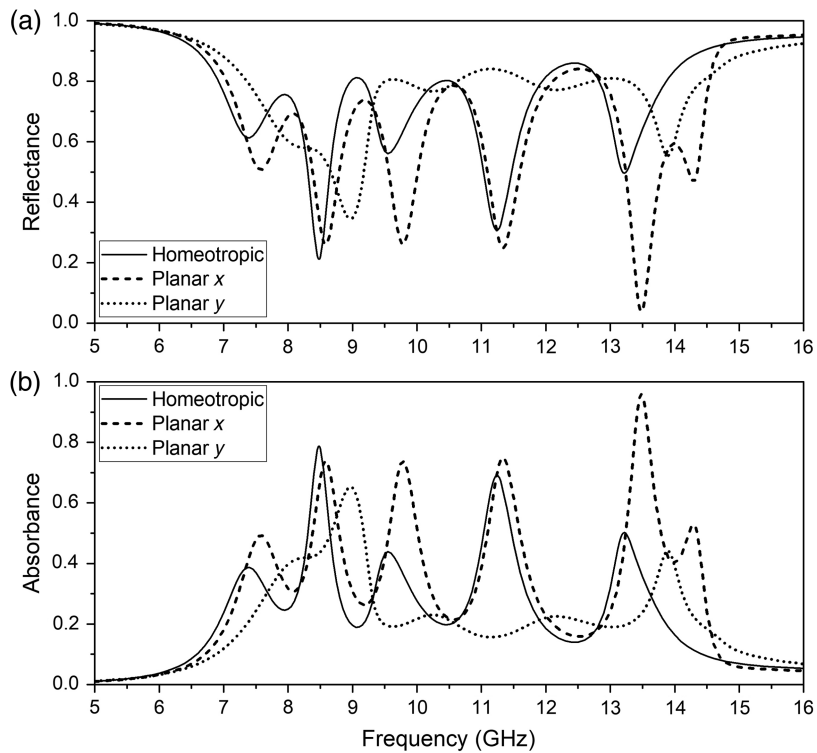 (a)
1.0
0.8
0.6
0.4
0.2
0.0
Reflectance
Homeotropic
Planar x
Planar y
5 6 7 8 9 10 11 12 13 14 15 16
(b)
1.0
0.8
0.6
0.4
0.2
0.0
Absorbance
Homeotropic
Planar x
Planar y
5 6 7 8 9 10 11 12 13 14 15 16
Frequency (GHz)